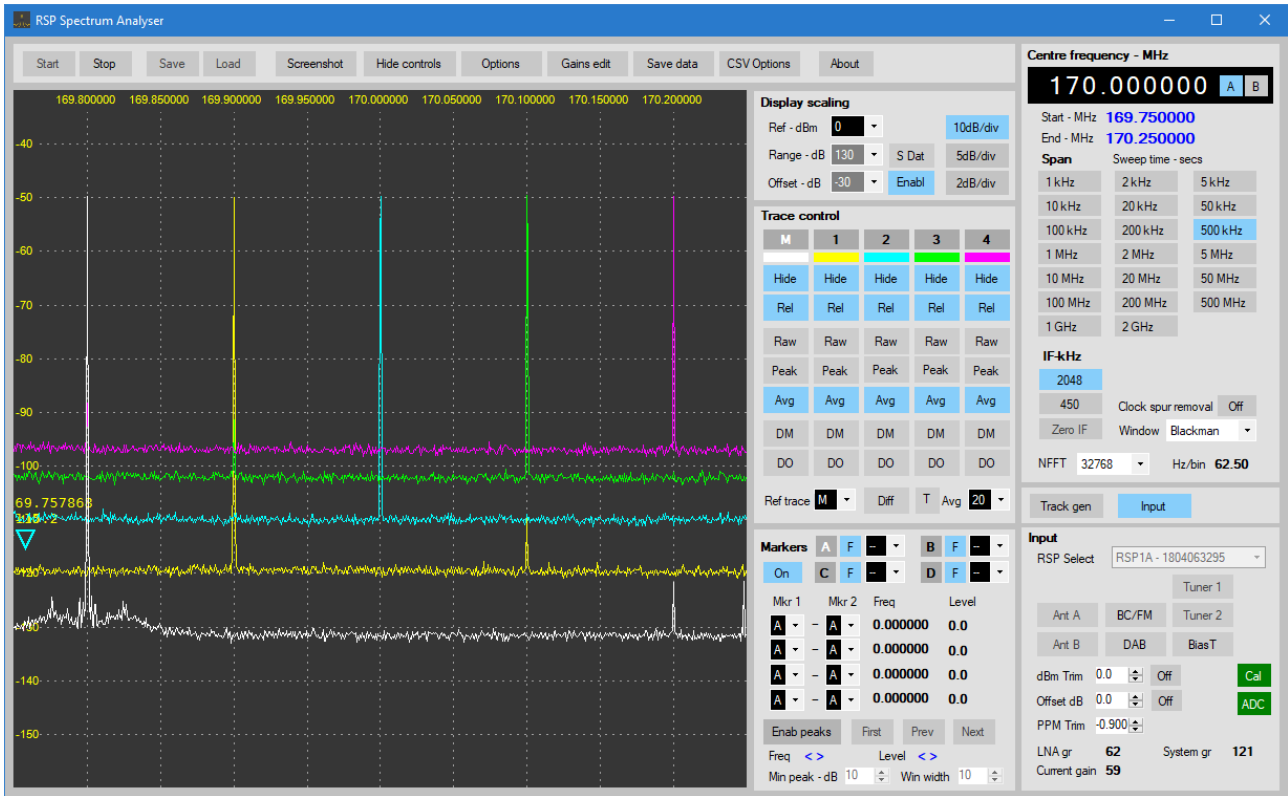 RSP Spectrum Analyser
Start Stop Save Load Screenshot Hide controls Options Gains edit Save data CSV Options About
169.800000 169.850000 169.900000 169.950000 170.000000 170.050000 170.100000 170.150000 170.200000
-40
-50
-60
-70
-80
-90
-100
69.757863
-120
-130
-140
-150
Display scaling
Ref - dBm 0 10dB/div
Range - dB 130 S Dat 5dB/div
Offset - dB -30 Enabl 2dB/div
Trace control
M 1 2 3 4
Hide Hide Hide Hide Hide
Rel Rel Rel Rel Rel
Raw Raw Raw Raw Raw
Peak Peak Peak Peak Peak
Avg Avg Avg Avg Avg
DM DM DM DM DM
DO DO DO DO DO
Ref trace M Diff T Avg 20
Markers A F -- B F --
On C F -- D F --
Mkr 1 Mkr 2 Freq Level
A - A 0.000000 0.0
A - A 0.000000 0.0
A - A 0.000000 0.0
A - A 0.000000 0.0
Enab peaks First Prev Next
Freq < > Level < >
Min peak - dB 10 Win width 10
Centre frequency - MHz
170.000000 A B
Start - MHz 169.750000
End - MHz 170.250000
Span Sweep time - secs
1 kHz 2 kHz 5 kHz
10 kHz 20 kHz 50 kHz
100 kHz 200 kHz 500 kHz
1 MHz 2 MHz 5 MHz
10 MHz 20 MHz 50 MHz
100 MHz 200 MHz 500 MHz
1 GHz 2 GHz
IF-kHz
2048
450 Clock spur removal Off
Zero IF Window Blackman
NFFT 32768 Hz/bin 62.50
Track gen Input
Input
RSP Select RSP1A - 1804063295
Tuner 1
Ant A BC/FM Tuner 2
Ant B DAB BiasT
dBm Trim 0.0 Off Cal
Offset dB 0.0 Off ADC
PPM Trim -0.900
LNA gr 62 System gr 121
Current gain 59